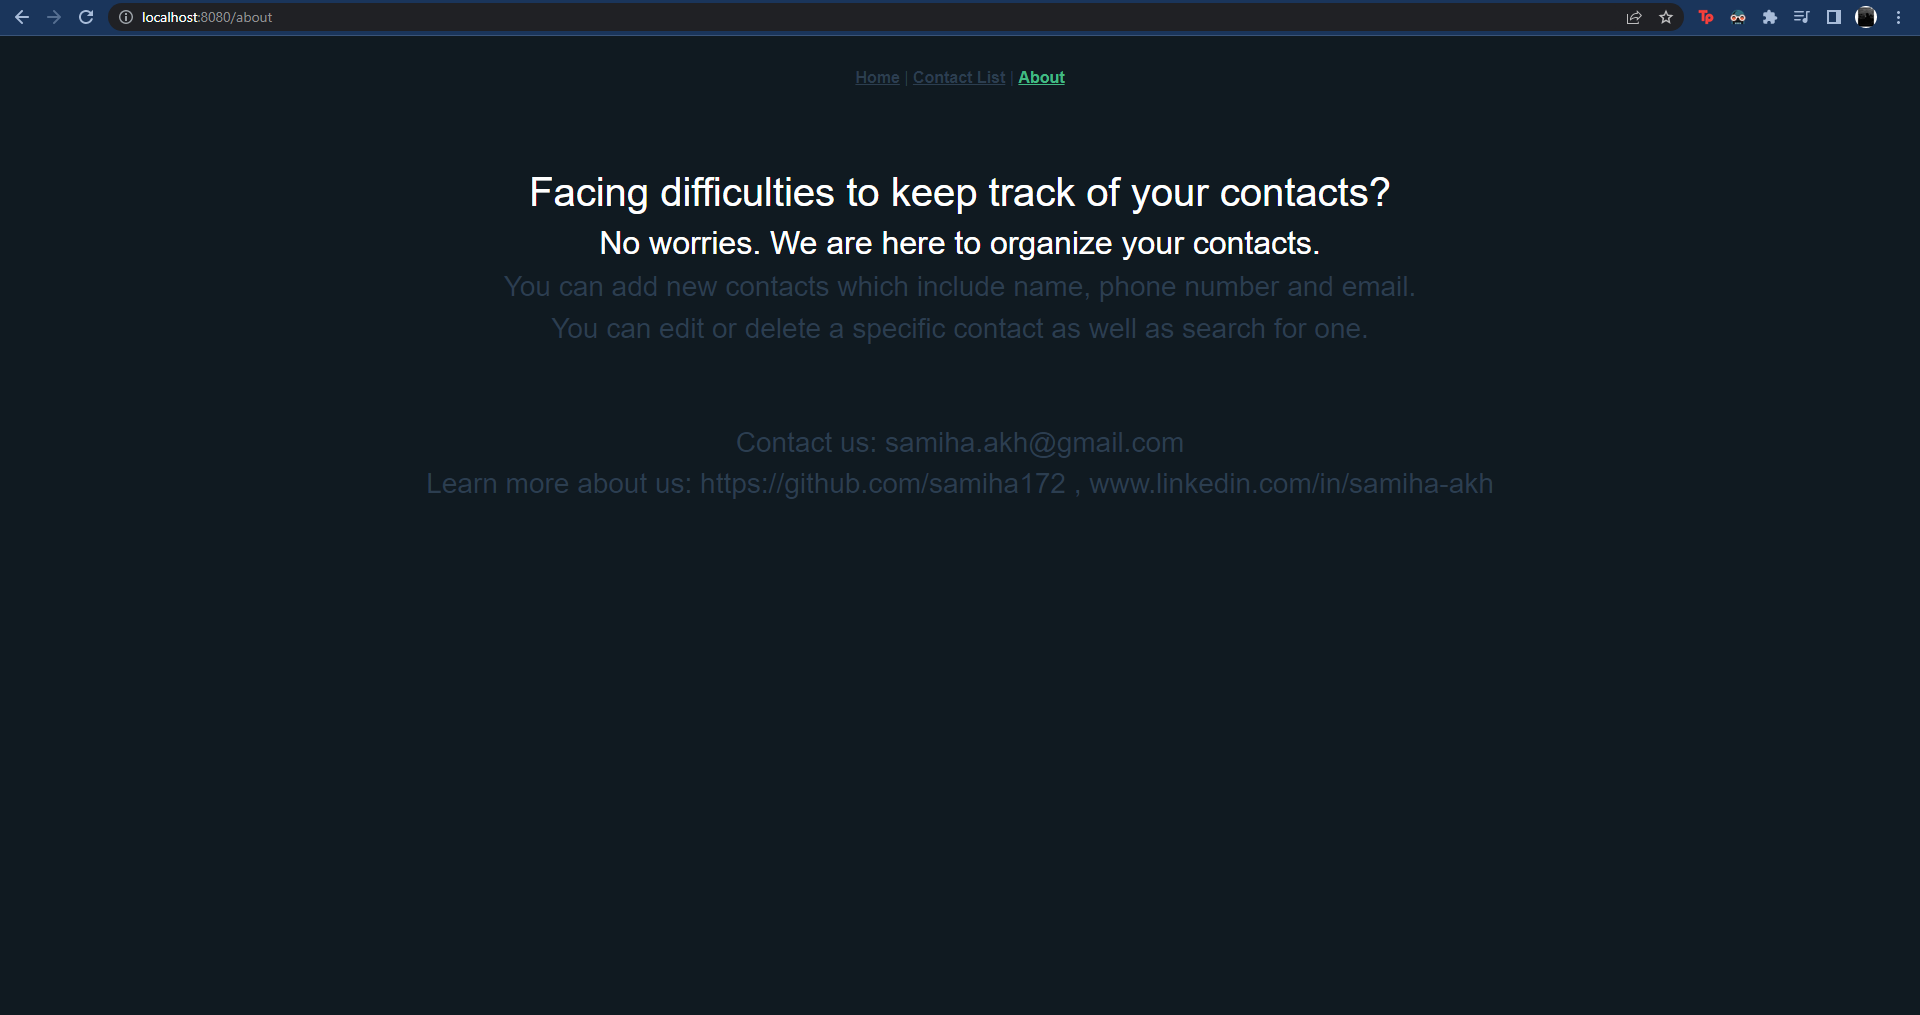 localhost:8080/about
Tp
Home | Contact List | About
Facing difficulties to keep track of your contacts?
No worries. We are here to organize your contacts.
You can add new contacts which include name, phone number and email.
You can edit or delete a specific contact as well as search for one.
Contact us: samiha.akh@gmail.com
Learn more about us: https://github.com/samiha172 , www.linkedin.com/in/samiha-akh